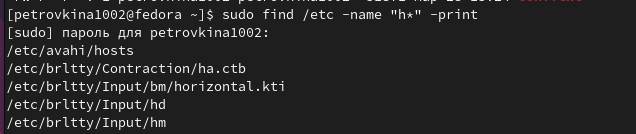 [petrovkina1002@fedora ~]$ sudo find /etc -name "h*" -print
[sudo] пароль для petrovkina1002:
/etc/avahi/hosts
/etc/brltty/Contraction/ha.ctb
/etc/brltty/Input/bm/horizontal.kti
/etc/brltty/Input/hd
/etc/brltty/Input/hm